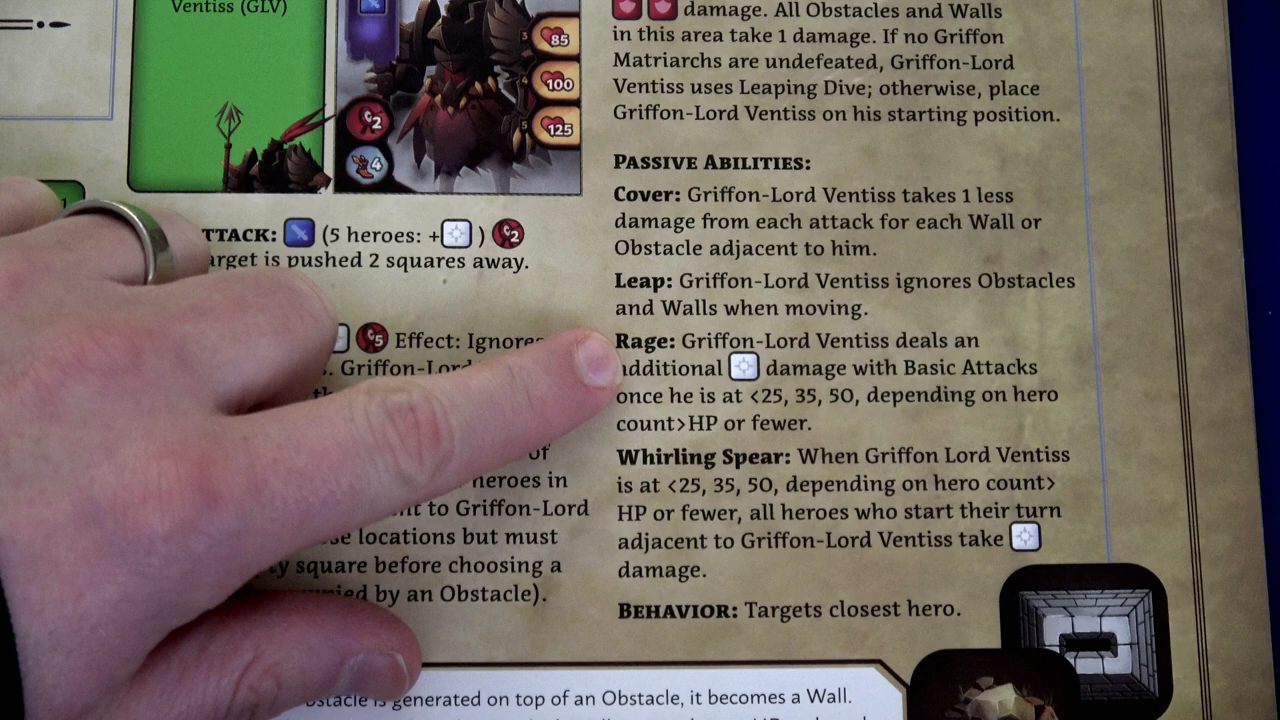 Ventiss (GLV)
85
100
125
2
4
1
(5 heroes: + ) 2
target is pushed 2 squares away.
5 Effect: Ignores
Griffon-Lord
of
heroes in
to Griffon-Lord
locations but must
square before choosing a
by an Obstacle).
damage. All Obstacles and Walls
in this area take 1 damage. If no Griffon
Matriarchs are undefeated, Griffon-Lord
Ventiss uses Leaping Dive; otherwise, place
Griffon-Lord Ventiss on his starting position.
PASSIVE ABILITIES:
Cover: Griffon-Lord Ventiss takes 1 less
damage from each attack for each Wall or
Obstacle adjacent to him.
Leap: Griffon-Lord Ventiss ignores Obstacles
and Walls when moving.
Rage: Griffon-Lord Ventiss deals an
additional damage with Basic Attacks
once he is at <25, 35, 50, depending on hero
count>HP or fewer.
Whirling Spear: When Griffon Lord Ventiss
is at <25, 35, 50, depending on hero count>
HP or fewer, all heroes who start their turn
adjacent to Griffon-Lord Ventiss take
damage.
BEHAVIOR: Targets closest hero.
generated on top of an Obstacle, it becomes a Wall.